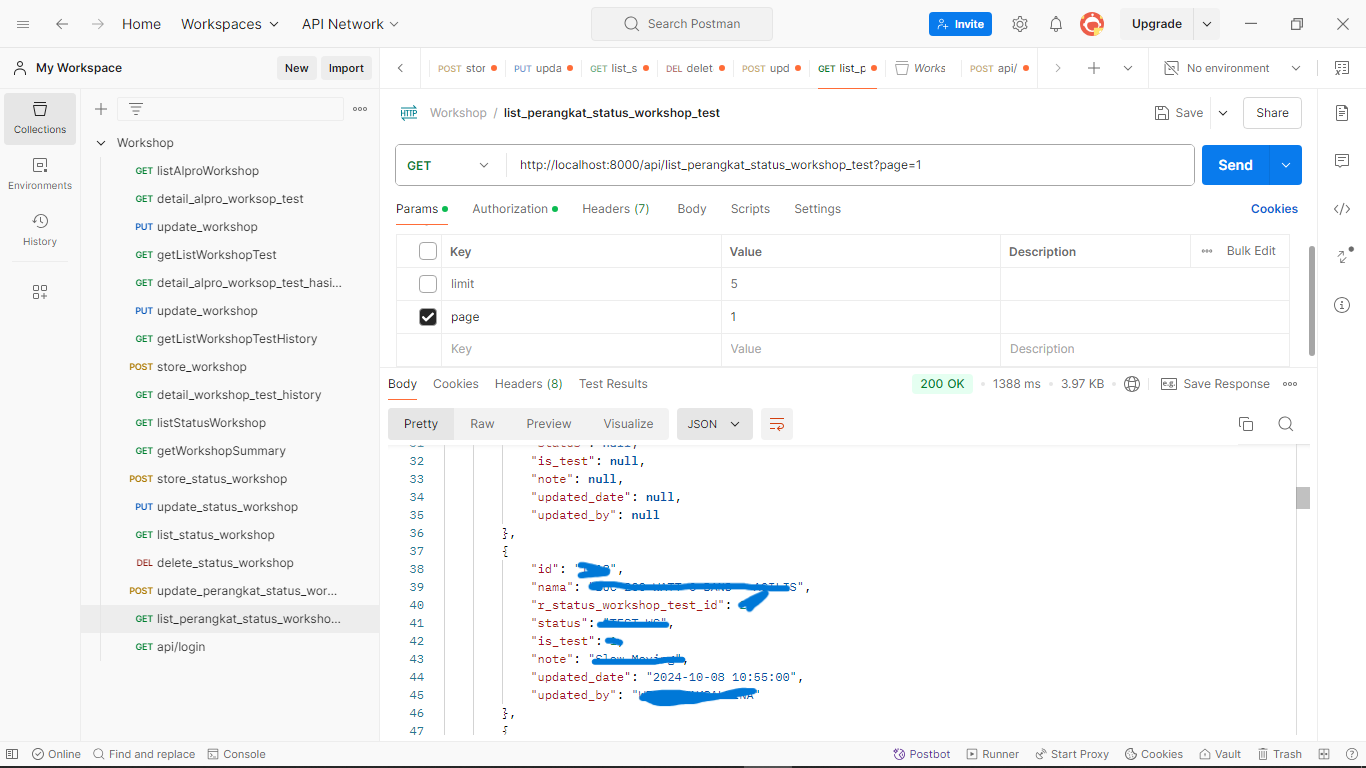 Home Workspaces API Network Search Postman Invite Upgrade
My Workspace New Import POST stor PUT upda GET list_s DEL delet POST upd GET list_p Works POST api/ No environment
Collections
Environments
History
Workshop
GET listAlproWorkshop
GET detail_alpro_worksop_test
PUT update_workshop
GET getListWorkshopTest
GET detail_alpro_worksop_test_hasi...
PUT update_workshop
GET getListWorkshopTestHistory
POST store_workshop
GET detail_workshop_test_history
GET listStatusWorkshop
GET getWorkshopSummary
POST store_status_workshop
PUT update_status_workshop
GET list_status_workshop
DEL delete_status_workshop
POST update_perangkat_status_wor...
GET list_perangkat_status_worksho...
GET api/login
HTTP Workshop / list_perangkat_status_workshop_test Save Share
GET http://localhost:8000/api/list_perangkat_status_workshop_test?page=1 Send
Params Authorization Headers (7) Body Scripts Settings Cookies
Key Value Description Bulk Edit
limit 5
page 1
Key Value Description
Body Cookies Headers (8) Test Results 200 OK 1388 ms 3.97 KB e.g. Save Response
Pretty Raw Preview Visualize JSON
31 "status": null,
32 "is_test": null,
33 "note": null,
34 "updated_date": null,
35 "updated_by": null
36 },
37 {
38 "id": ",
39 "nama": S",
40 "r_status_workshop_test_id":
41 "status": ,
42 "is_test":
43 "note": ,
44 "updated_date": "2024-10-08 10:55:00",
45 "updated_by": "
46 },
47 {
Online Find and replace Console Postbot Runner Start Proxy Cookies Vault Trash